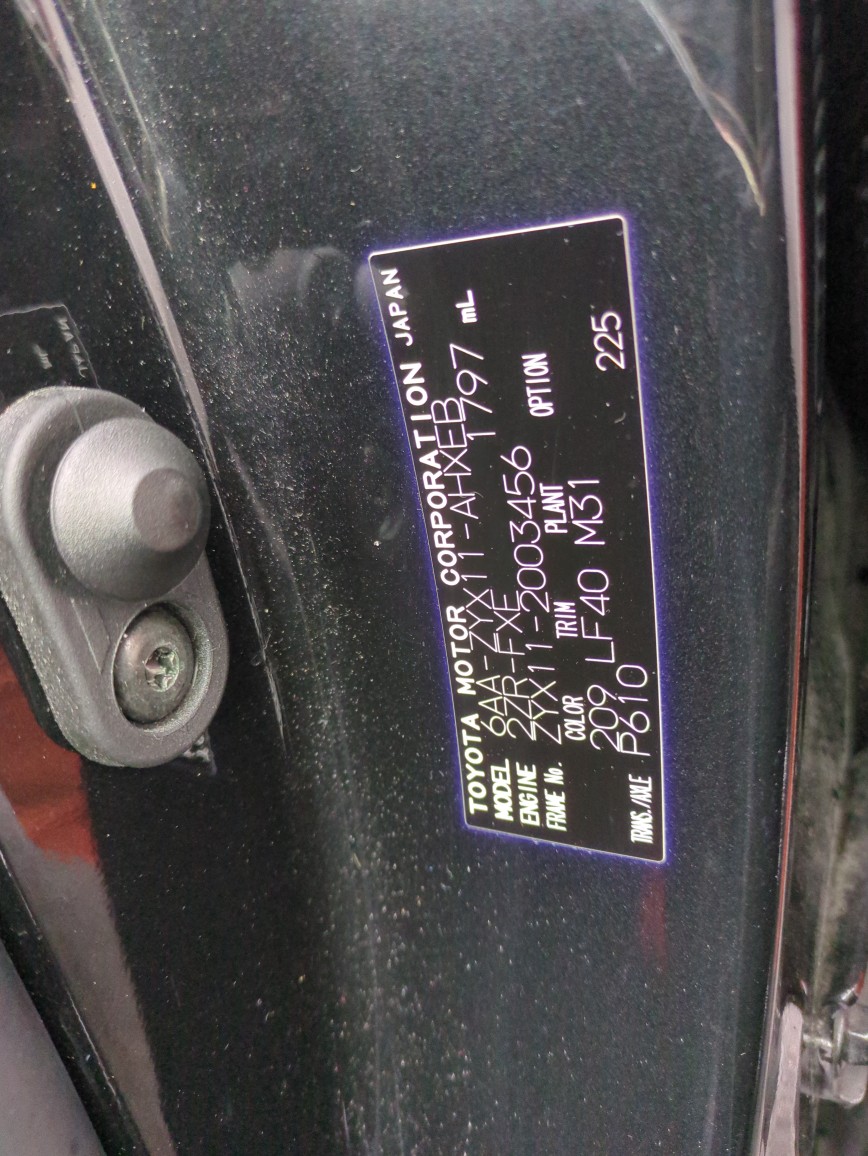 TOYOTA MOTOR CORPORATION JAPAN
MODEL 6AA-ZYX11-AHXEB
ENGINE 2ZR-FXE 1797 mL
FRAME No. ZYX11-2003456
COLOR TRIM PLANT OPTION
209 LF40 M31
TRANS./AXLE P610 225